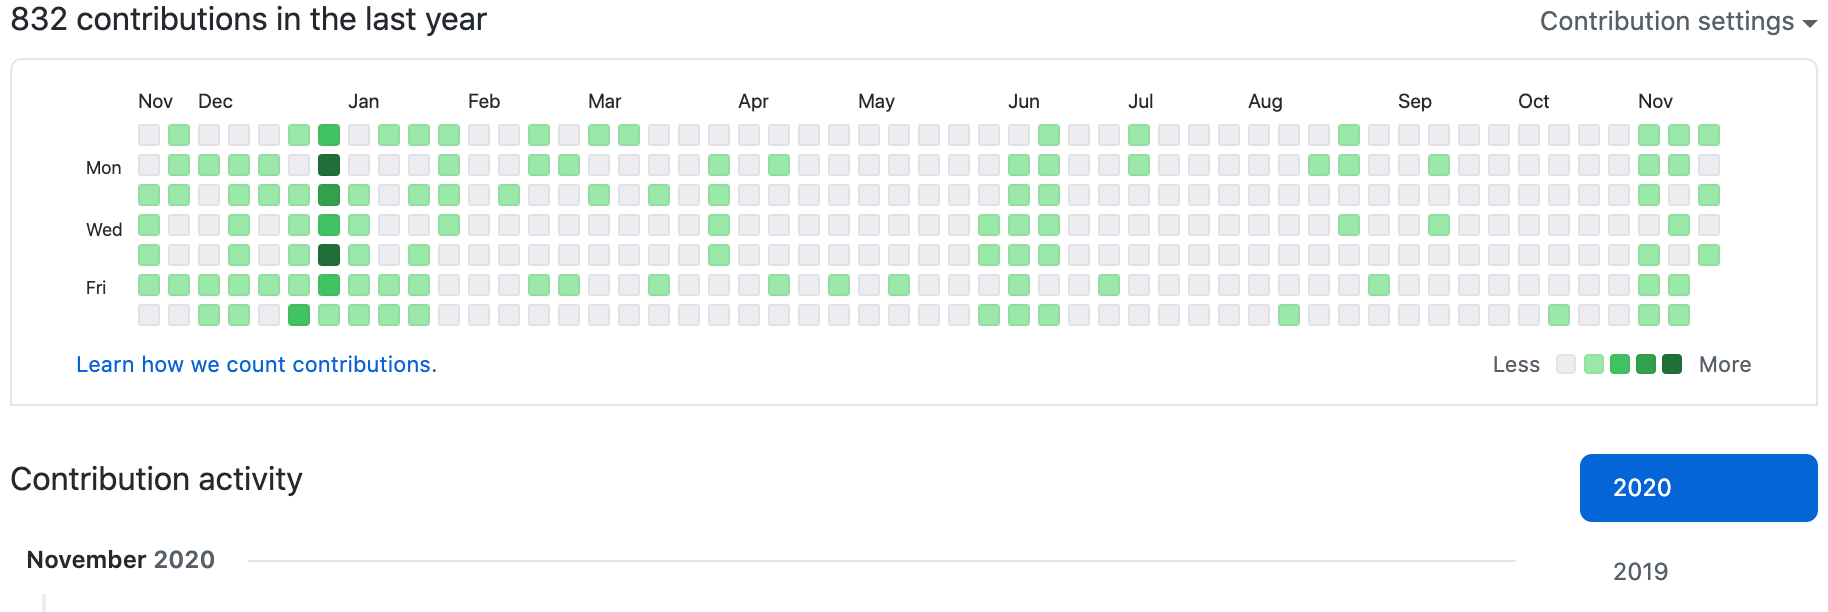 832 contributions in the last year
Contribution settings
Nov Dec Jan Feb Mar Apr May Jun Jul Aug Sep Oct Nov
Mon
Wed
Fri
Learn how we count contributions.
Less More
Contribution activity
2020
November 2020
2019